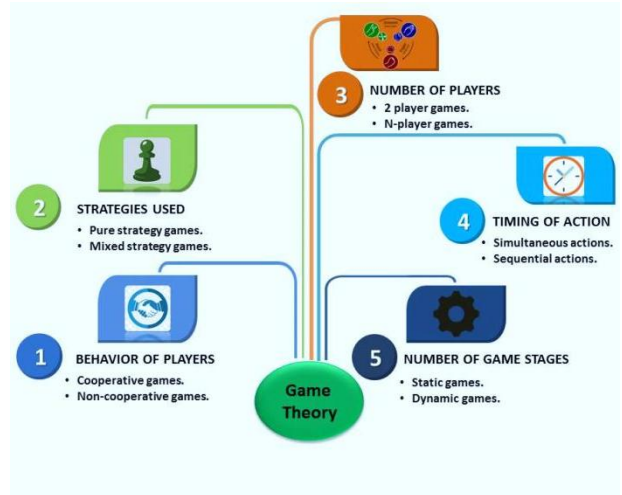 3
NUMBER OF PLAYERS
• 2 player games.
• N-player games.
2
STRATEGIES USED
• Pure strategy games.
• Mixed strategy games.
4
TIMING OF ACTION
• Simultaneous actions.
• Sequential actions.
1
BEHAVIOR OF PLAYERS
• Cooperative games.
• Non-cooperative games.
5
NUMBER OF GAME STAGES
• Static games.
• Dynamic games.
Game
Theory